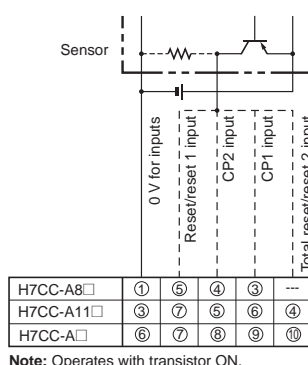 Sensor
0 V for inputs
Reset/reset 1 input
CP2 input
CP1 input
Total reset/reset 2 input
H7CC-A8□ ① ⑤ ④ ③ ---
H7CC-A11□ ③ ⑦ ⑤ ⑥ ④
H7CC-A□ ⑥ ⑦ ⑧ ⑨ ⑩
Note: Operates with transistor ON.